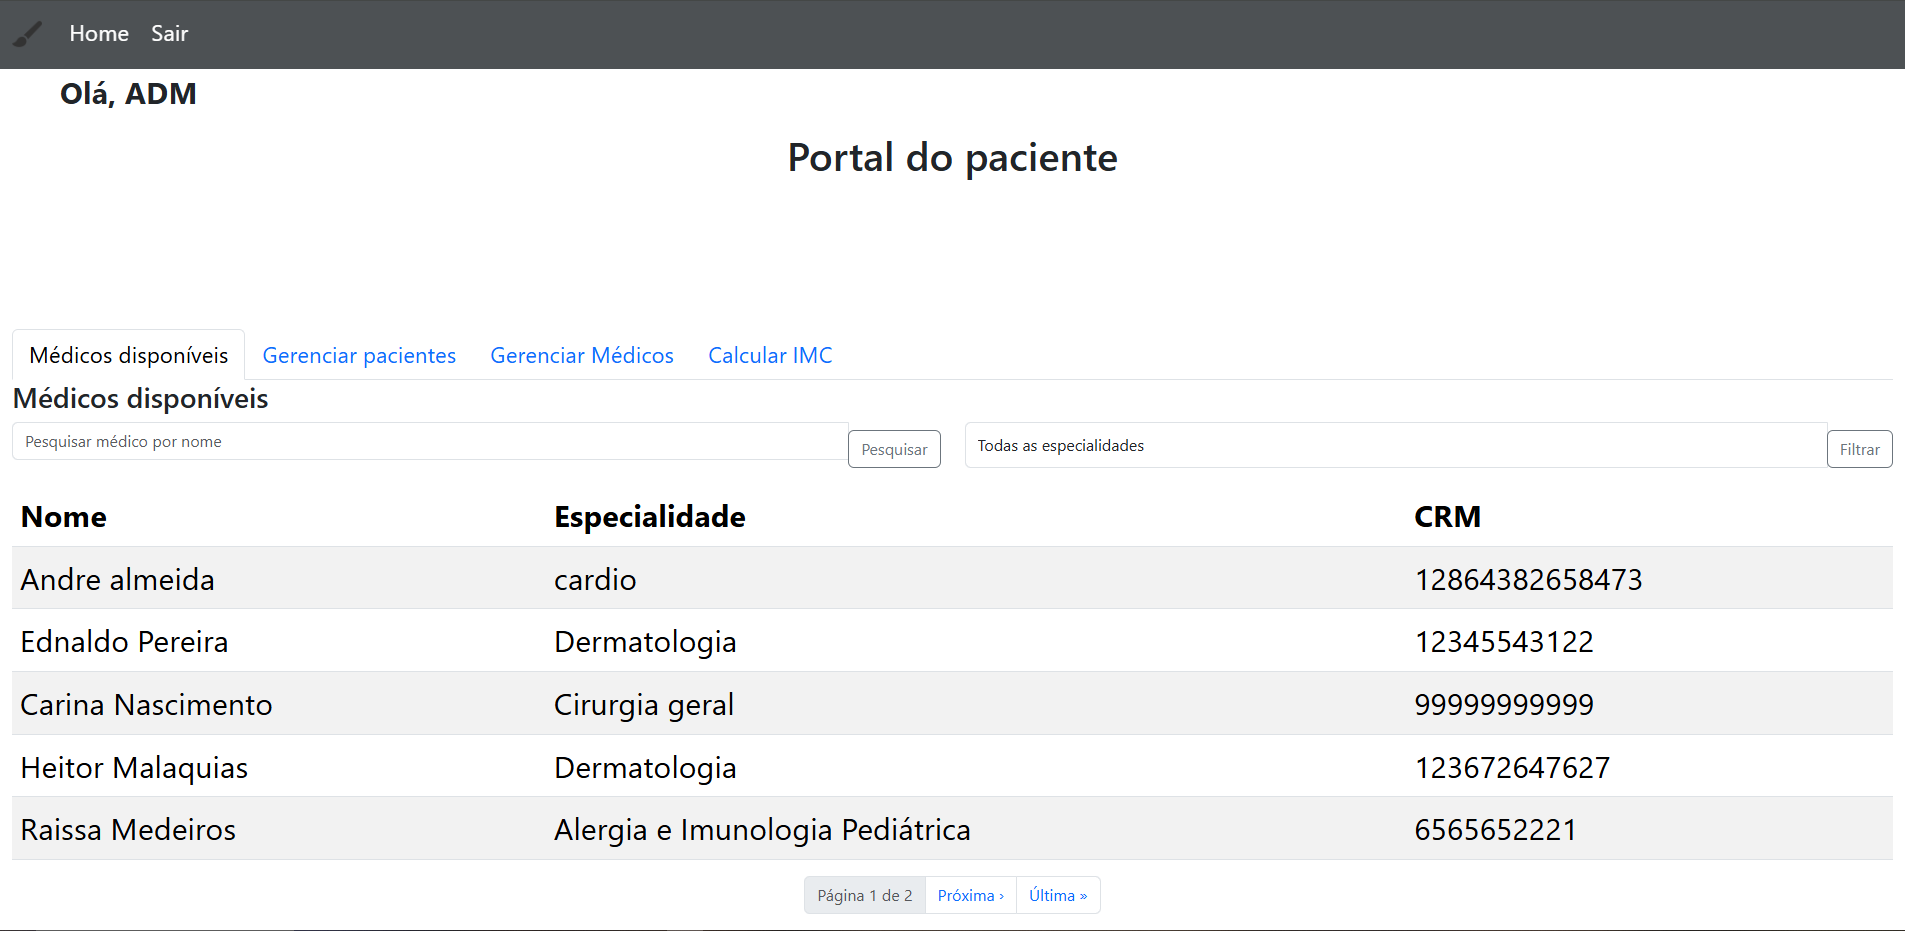 Home Sair
Olá, ADM
Portal do paciente
Médicos disponíveis Gerenciar pacientes Gerenciar Médicos Calcular IMC
Médicos disponíveis
Pesquisar médico por nome Pesquisar Todas as especialidades Filtrar
Nome Especialidade CRM
Andre almeida cardio 12864382658473
Ednaldo Pereira Dermatologia 12345543122
Carina Nascimento Cirurgia geral 99999999999
Heitor Malaquias Dermatologia 123672647627
Raissa Medeiros Alergia e Imunologia Pediátrica 6565652221
Página 1 de 2 Próxima › Última »